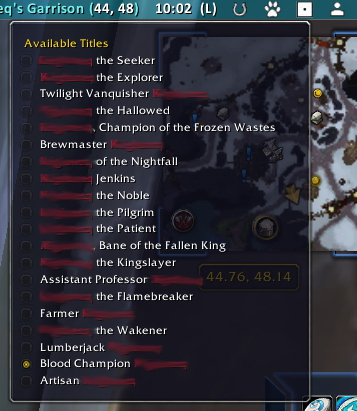 eq's Garrison (44, 48) 10:02 (L)
Available Titles
the Seeker
the Explorer
Twilight Vanquisher
the Hallowed
, Champion of the Frozen Wastes
Brewmaster
of the Nightfall
Jenkins
the Noble
the Pilgrim
the Patient
, Bane of the Fallen King
the Kingslayer
Assistant Professor
44.76, 48.14
the Flamebreaker
Farmer
the Wakener
Lumberjack
Blood Champion
Artisan